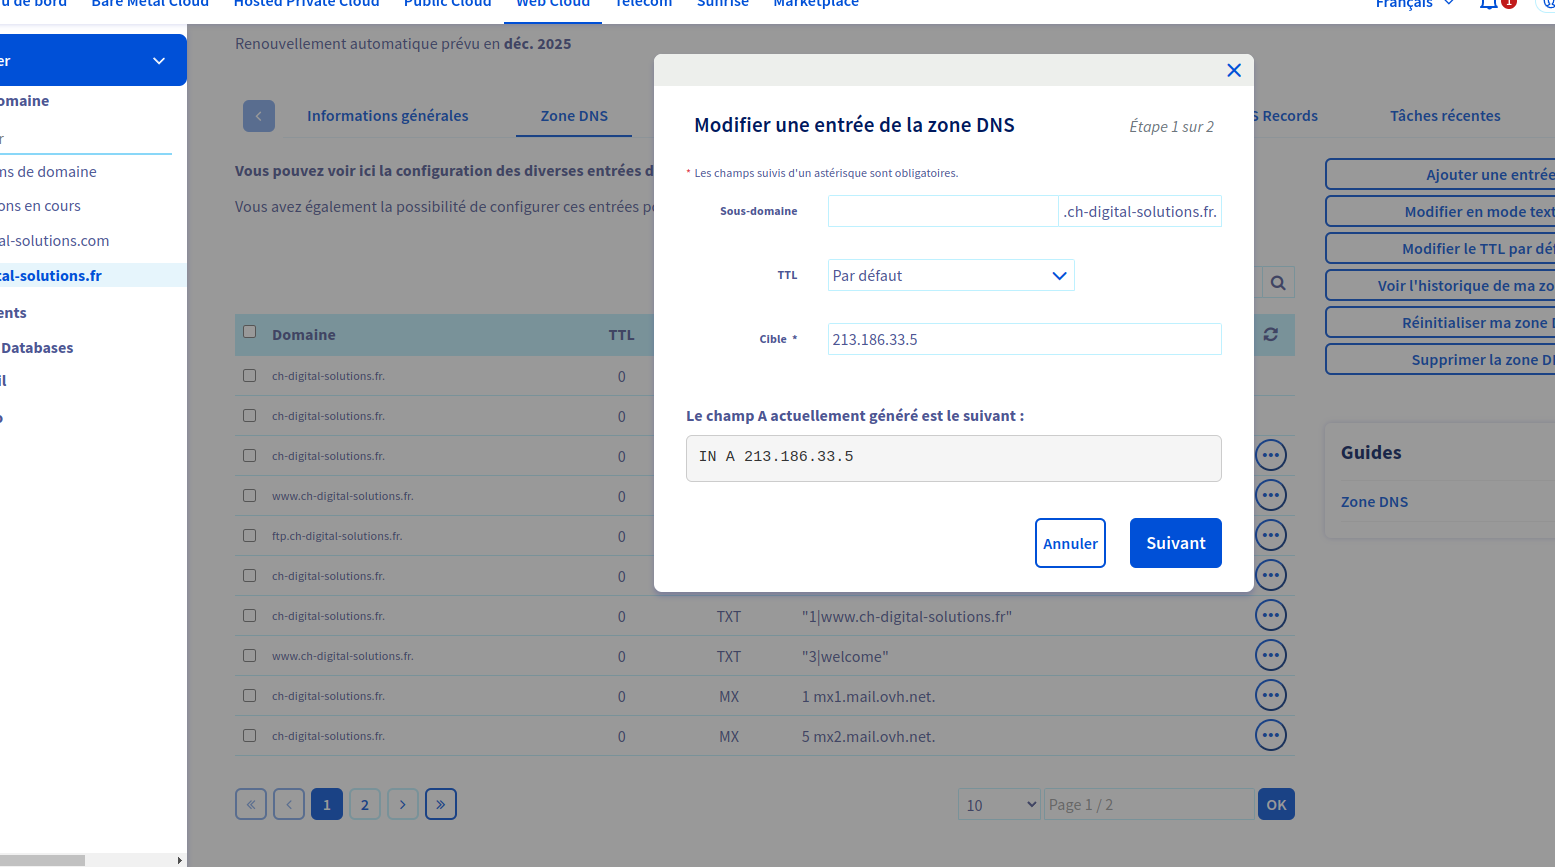 u de bord Bare Metal Cloud Hosted Private Cloud Public Cloud Web Cloud Telecom Sunrise Marketplace Français 1
er
omaine
r
ns de domaine
ons en cours
al-solutions.com
tal-solutions.fr
ents
Databases
il
o
Renouvellement automatique prévu en déc. 2025
Informations générales Zone DNS S Records Tâches récentes
Vous pouvez voir ici la configuration des diverses entrées d
Vous avez également la possibilité de configurer ces entrées p
Modifier une entrée de la zone DNS Étape 1 sur 2
* Les champs suivis d'un astérisque sont obligatoires.
Sous-domaine .ch-digital-solutions.fr.
TTL Par défaut
Cible * 213.186.33.5
Le champ A actuellement généré est le suivant :
IN A 213.186.33.5
Annuler Suivant
Domaine TTL
ch-digital-solutions.fr. 0
ch-digital-solutions.fr. 0
ch-digital-solutions.fr. 0
www.ch-digital-solutions.fr. 0
ftp.ch-digital-solutions.fr. 0
ch-digital-solutions.fr. 0
ch-digital-solutions.fr. 0 TXT "1|www.ch-digital-solutions.fr"
www.ch-digital-solutions.fr. 0 TXT "3|welcome"
ch-digital-solutions.fr. 0 MX 1 mx1.mail.ovh.net.
ch-digital-solutions.fr. 0 MX 5 mx2.mail.ovh.net.
« ‹ 1 2 › » 10 Page 1 / 2 OK
Ajouter une entrée
Modifier en mode text
Modifier le TTL par déf
Voir l'historique de ma zo
Réinitialiser ma zone
Supprimer la zone D
Guides
Zone DNS